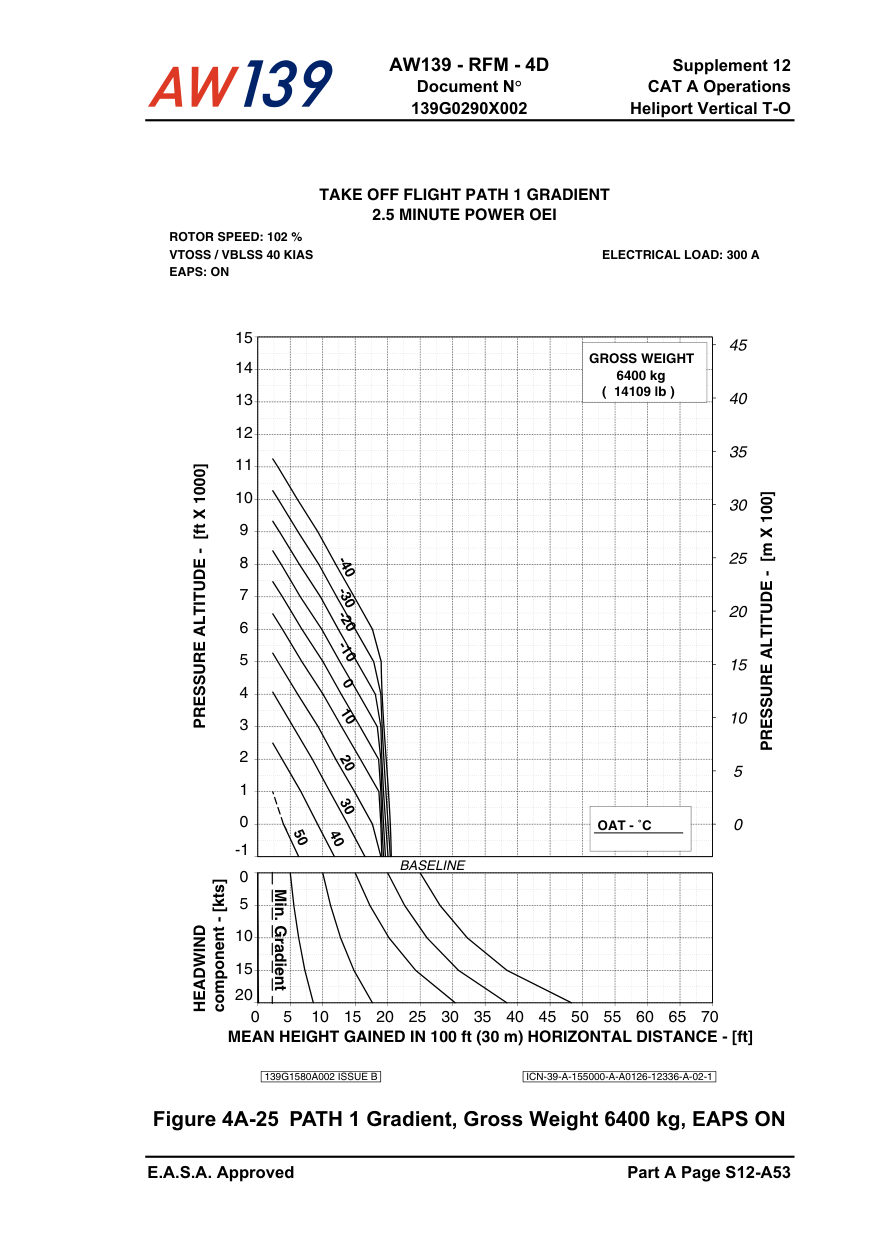 AW139
AW139 - RFM - 4D
Document N°
139G0290X002
Supplement 12
CAT A Operations
Heliport Vertical T-O
TAKE OFF FLIGHT PATH 1 GRADIENT
2.5 MINUTE POWER OEI
ROTOR SPEED: 102 %
VTOSS / VBLSS 40 KIAS
EAPS: ON
ELECTRICAL LOAD: 300 A
GROSS WEIGHT
6400 kg
( 14109 lb )
PRESSURE ALTITUDE - [ft X 1000]
15
14
13
12
11
10
9
8
7
6
5
4
3
2
1
0
-1
-40
-30
-20
-10
0
10
20
30
40
50
45
40
35
30
25
20
15
10
5
0
PRESSURE ALTITUDE - [m X 100]
OAT - °C
BASELINE
HEADWIND
component - [kts]
0
5
10
15
20
Min. Gradient
0 5 10 15 20 25 30 35 40 45 50 55 60 65 70
MEAN HEIGHT GAINED IN 100 ft (30 m) HORIZONTAL DISTANCE - [ft]
139G1580A002 ISSUE B
ICN-39-A-155000-A-A0126-12336-A-02-1
Figure 4A-25 PATH 1 Gradient, Gross Weight 6400 kg, EAPS ON
E.A.S.A. Approved
Part A Page S12-A53